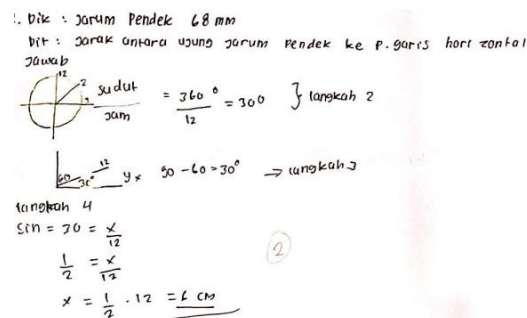 : Dik : Jarum Pendek 68 mm
Dit : Jarak antara ujung jarum Pendek ke P. garis horizontal
Jawab
12
2
3
sudut
Jam
= 360° / 12 = 30° } langkah 2
12
60
30°
y x 90 - 60 = 30° → langkah 3
langkah 4
sin = 30 = x/12
1/2 = x/12
x = 1/2 . 12 = 6 cm
2